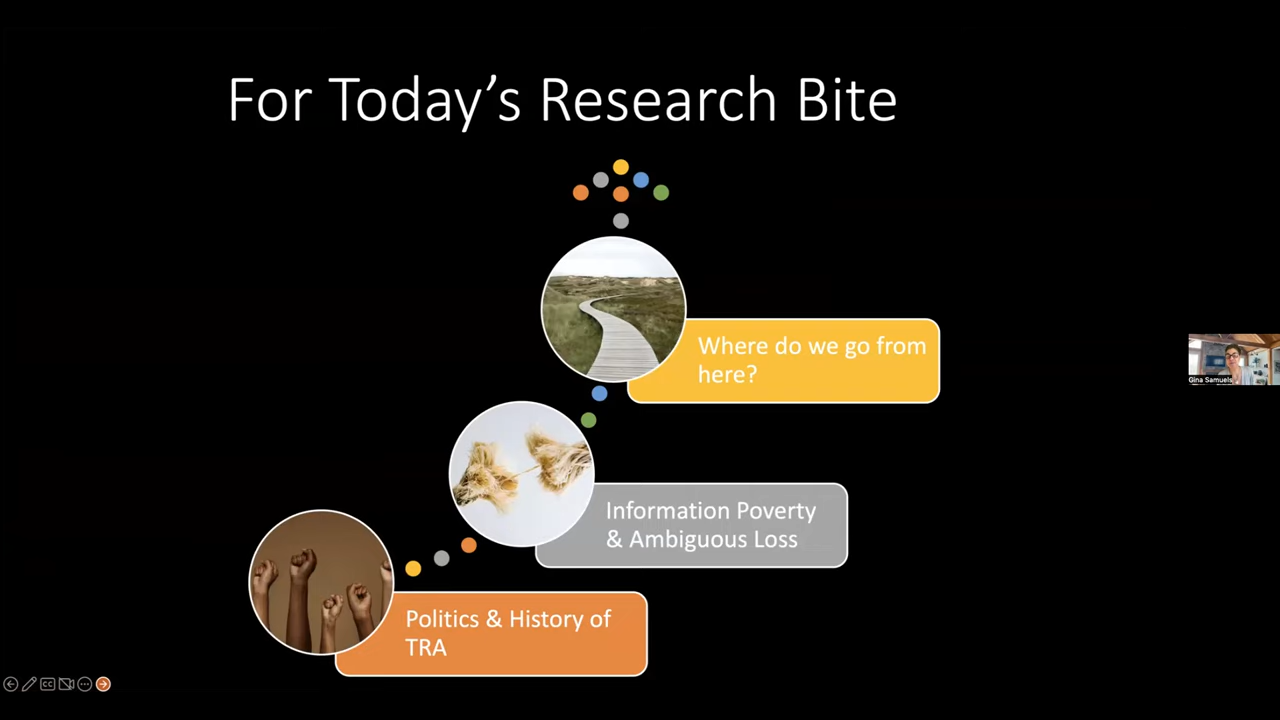 For Today's Research Bite
Where do we go from
here?
Information Poverty
& Ambiguous Loss
Politics & History of
TRA
Gina Samuels
CC